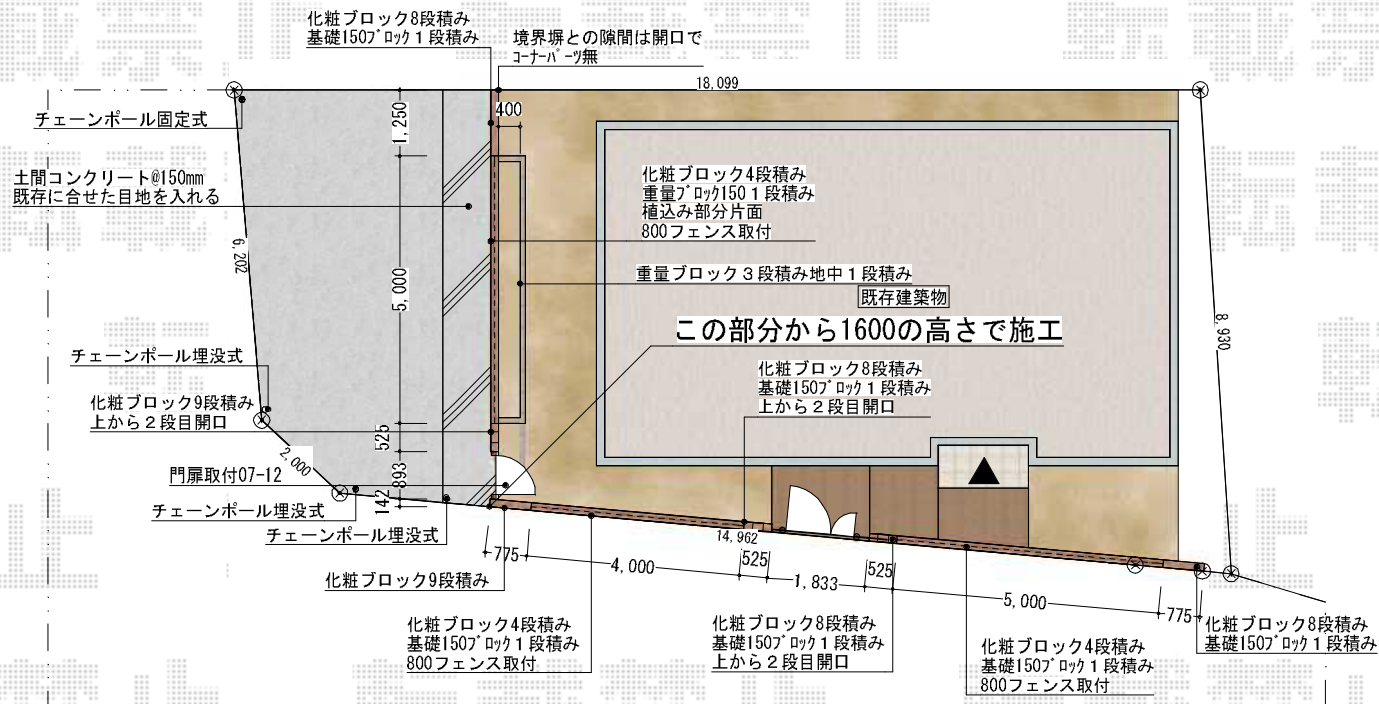 化粧ブロック8段積み
基礎150ブロック1段積み
境界塀との隙間は開口で
コーナーパーツ無
18,099
チェーンポール固定式
1,250
400
土間コンクリート@150mm
既存に合せた目地を入れる
化粧ブロック4段積み
重量ブロック150 1段積み
植込み部分片面
800フェンス取付
6,202
5,000
重量ブロック3段積み地中1段積み
既存建築物
この部分から1600の高さで施工
8,930
チェーンポール埋没式
化粧ブロック9段積み
上から2段目開口
化粧ブロック8段積み
基礎150ブロック1段積み
上から2段目開口
525
2,000
893
門扉取付07-12
142
チェーンポール埋没式
チェーンポール埋没式
14,962
775
4,000
525
1,833
525
5,000
775
化粧ブロック9段積み
化粧ブロック4段積み
基礎150ブロック1段積み
800フェンス取付
化粧ブロック8段積み
基礎150ブロック1段積み
上から2段目開口
化粧ブロック4段積み
基礎150ブロック1段積み
800フェンス取付
化粧ブロック8段積み
基礎150ブロック1段積み